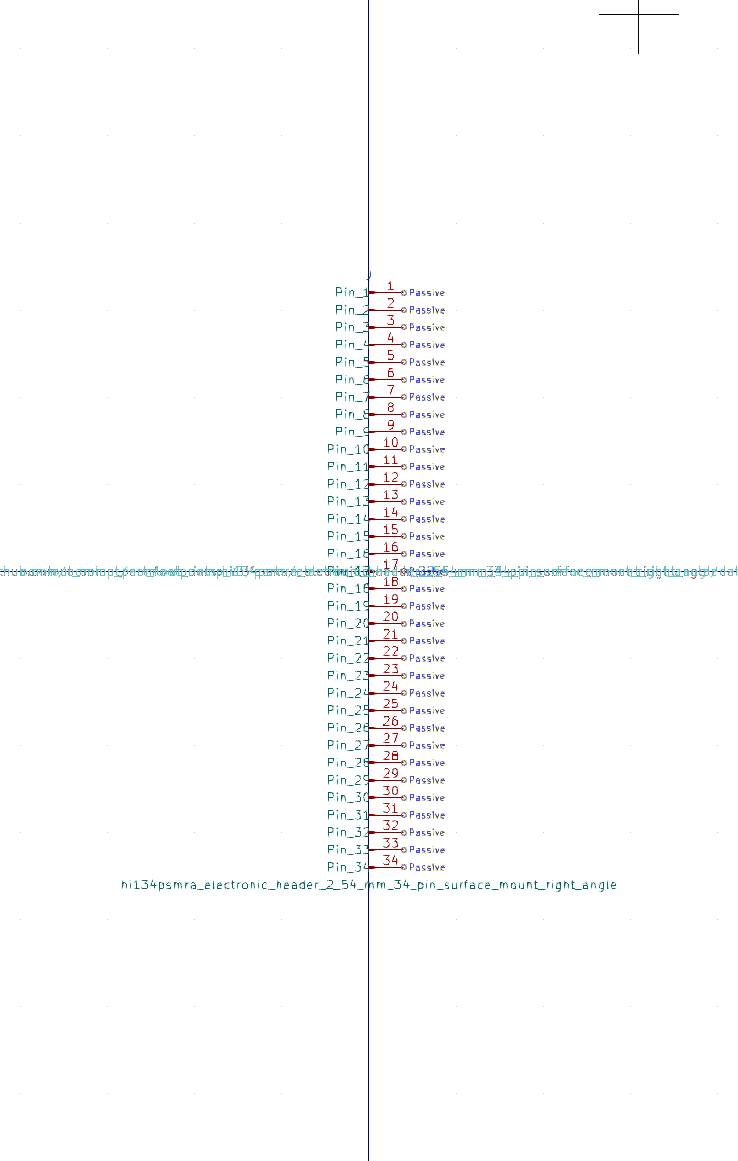 J
Pin_1 1 Passive
Pin_2 2 Passive
Pin_3 3 Passive
Pin_4 4 Passive
Pin_5 5 Passive
Pin_6 6 Passive
Pin_7 7 Passive
Pin_8 8 Passive
Pin_9 9 Passive
Pin_10 10 Passive
Pin_11 11 Passive
Pin_12 12 Passive
Pin_13 13 Passive
Pin_14 14 Passive
Pin_15 15 Passive
Pin_16 16 Passive
17
Pin_18 18 Passive
Pin_19 19 Passive
Pin_20 20 Passive
Pin_21 21 Passive
Pin_22 22 Passive
Pin_23 23 Passive
Pin_24 24 Passive
Pin_25 25 Passive
Pin_26 26 Passive
Pin_27 27 Passive
Pin_28 28 Passive
Pin_29 29 Passive
Pin_30 30 Passive
Pin_31 31 Passive
Pin_32 32 Passive
Pin_33 33 Passive
Pin_34 34 Passive
hi134psmra_electronic_header_2_54_mm_34_pin_surface_mount_right_angle